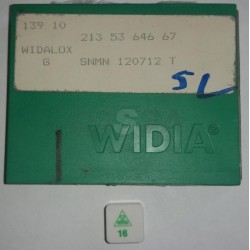 139 10
213 53 646 67
WIDALOX
G SNMN 120712 T
5L
WIDIA
16